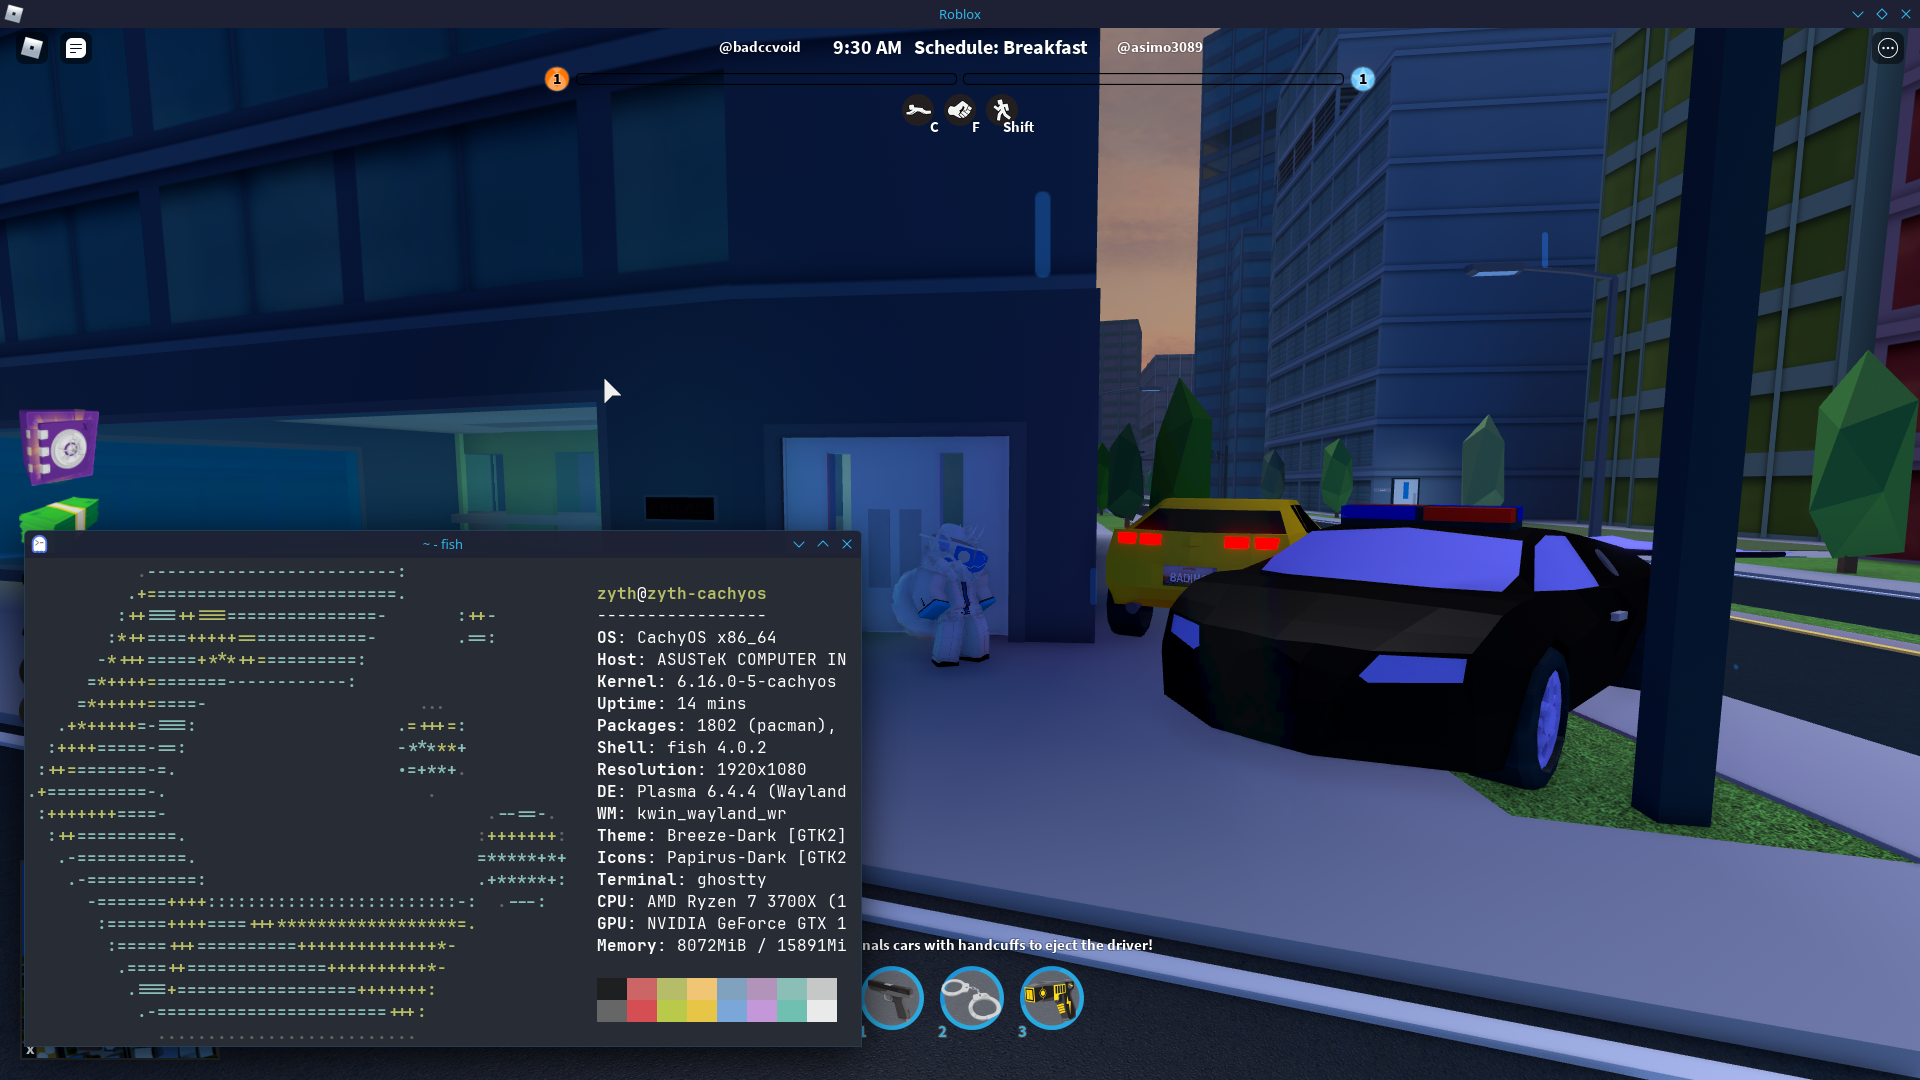 Roblox
@badccvoid
9:30 AM Schedule: Breakfast
@asimo3089
1
1
C
F
Shift
~ - fish
zyth@zyth-cachyos
-----------------
OS: CachyOS x86_64
Host: ASUSTeK COMPUTER IN
Kernel: 6.16.0-5-cachyos
Uptime: 14 mins
Packages: 1802 (pacman),
Shell: fish 4.0.2
Resolution: 1920x1080
DE: Plasma 6.4.4 (Wayland
WM: kwin_wayland_wr
Theme: Breeze-Dark [GTK2]
Icons: Papirus-Dark [GTK2
Terminal: ghostty
CPU: AMD Ryzen 7 3700X (1
GPU: NVIDIA GeForce GTX 1
Memory: 8072MiB / 15891Mi
nals cars with handcuffs to eject the driver!
1
2
3
X